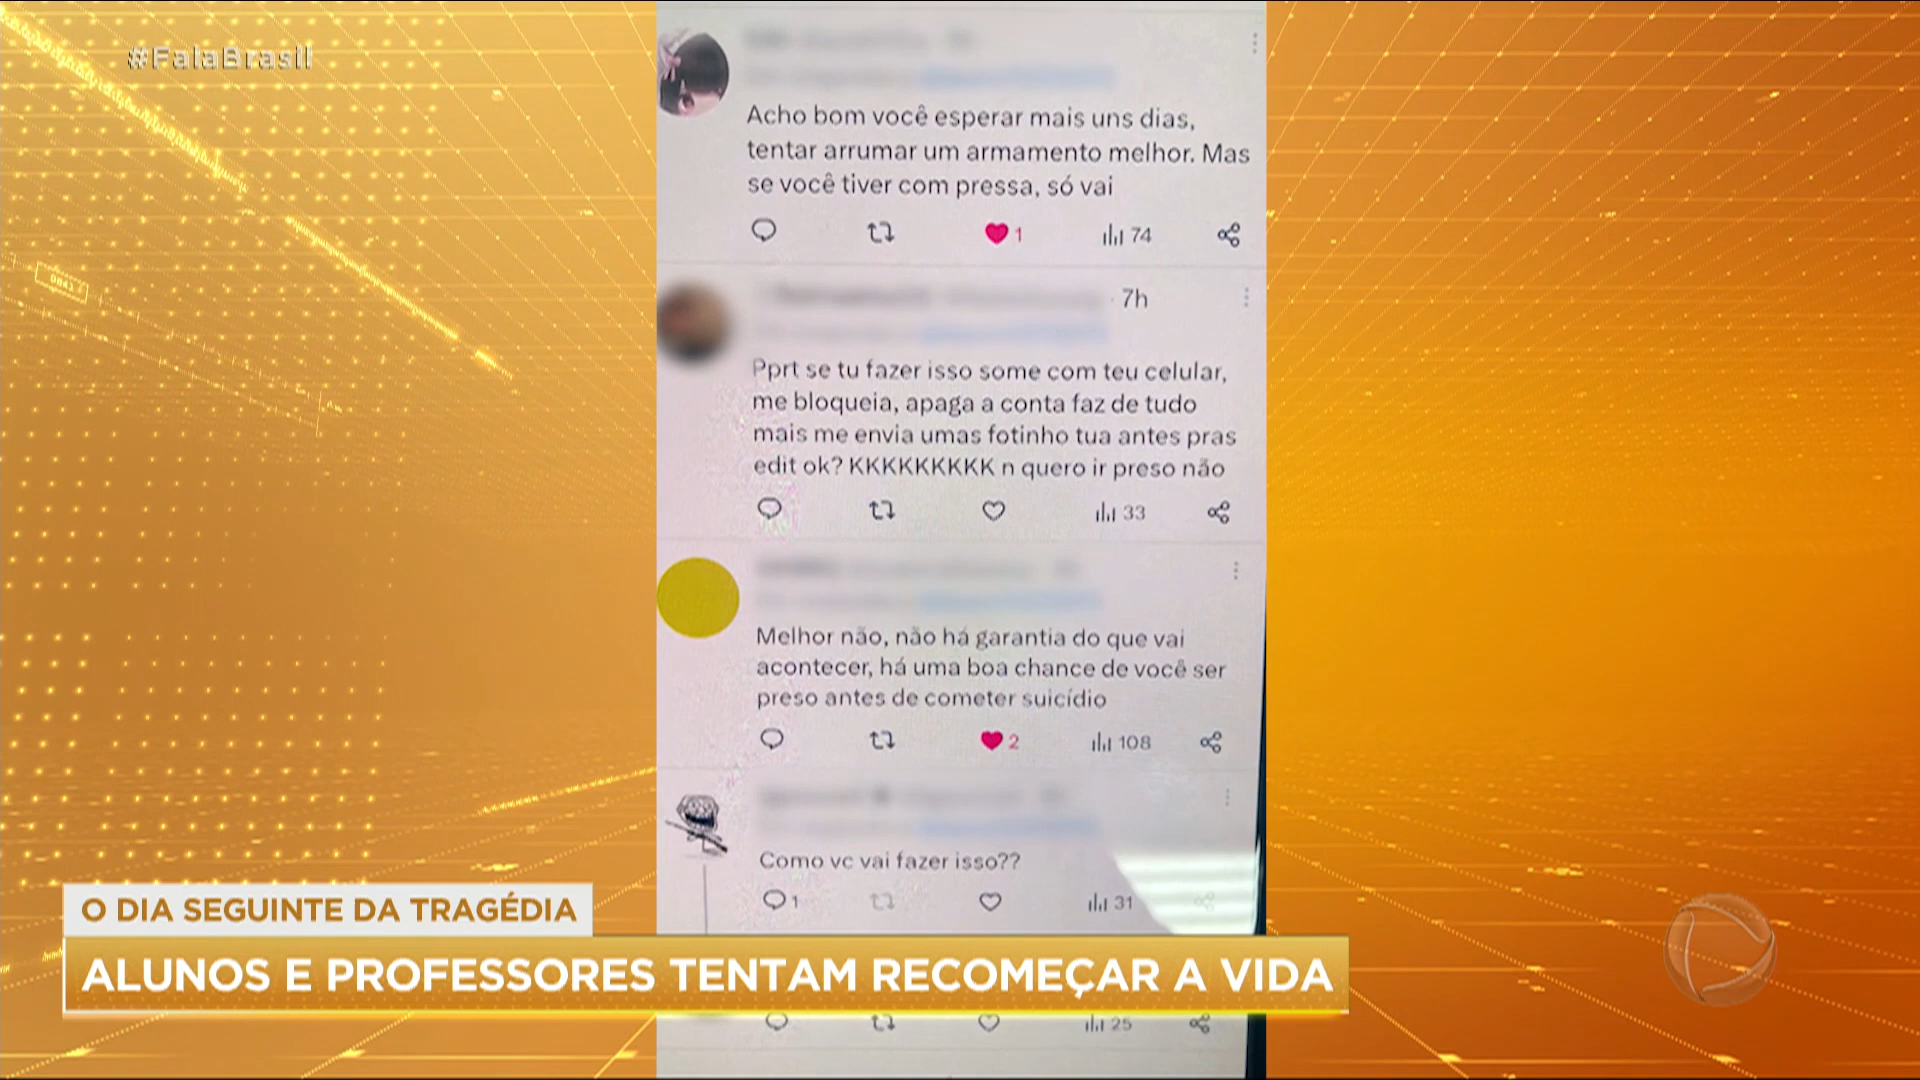 #FalaBrasil
Acho bom você esperar mais uns dias,
tentar arrumar um armamento melhor. Mas
se você tiver com pressa, só vai
1
74
7h
Pprt se tu fazer isso some com teu celular,
me bloqueia, apaga a conta faz de tudo
mais me envia umas fotinho tua antes pras
edit ok? KKKKKKKKK n quero ir preso não
33
Melhor não, não há garantia do que vai
acontecer, há uma boa chance de você ser
preso antes de cometer suicídio
2
108
Como vc vai fazer isso??
1
31
O DIA SEGUINTE DA TRAGÉDIA
ALUNOS E PROFESSORES TENTAM RECOMEÇAR A VIDA
25